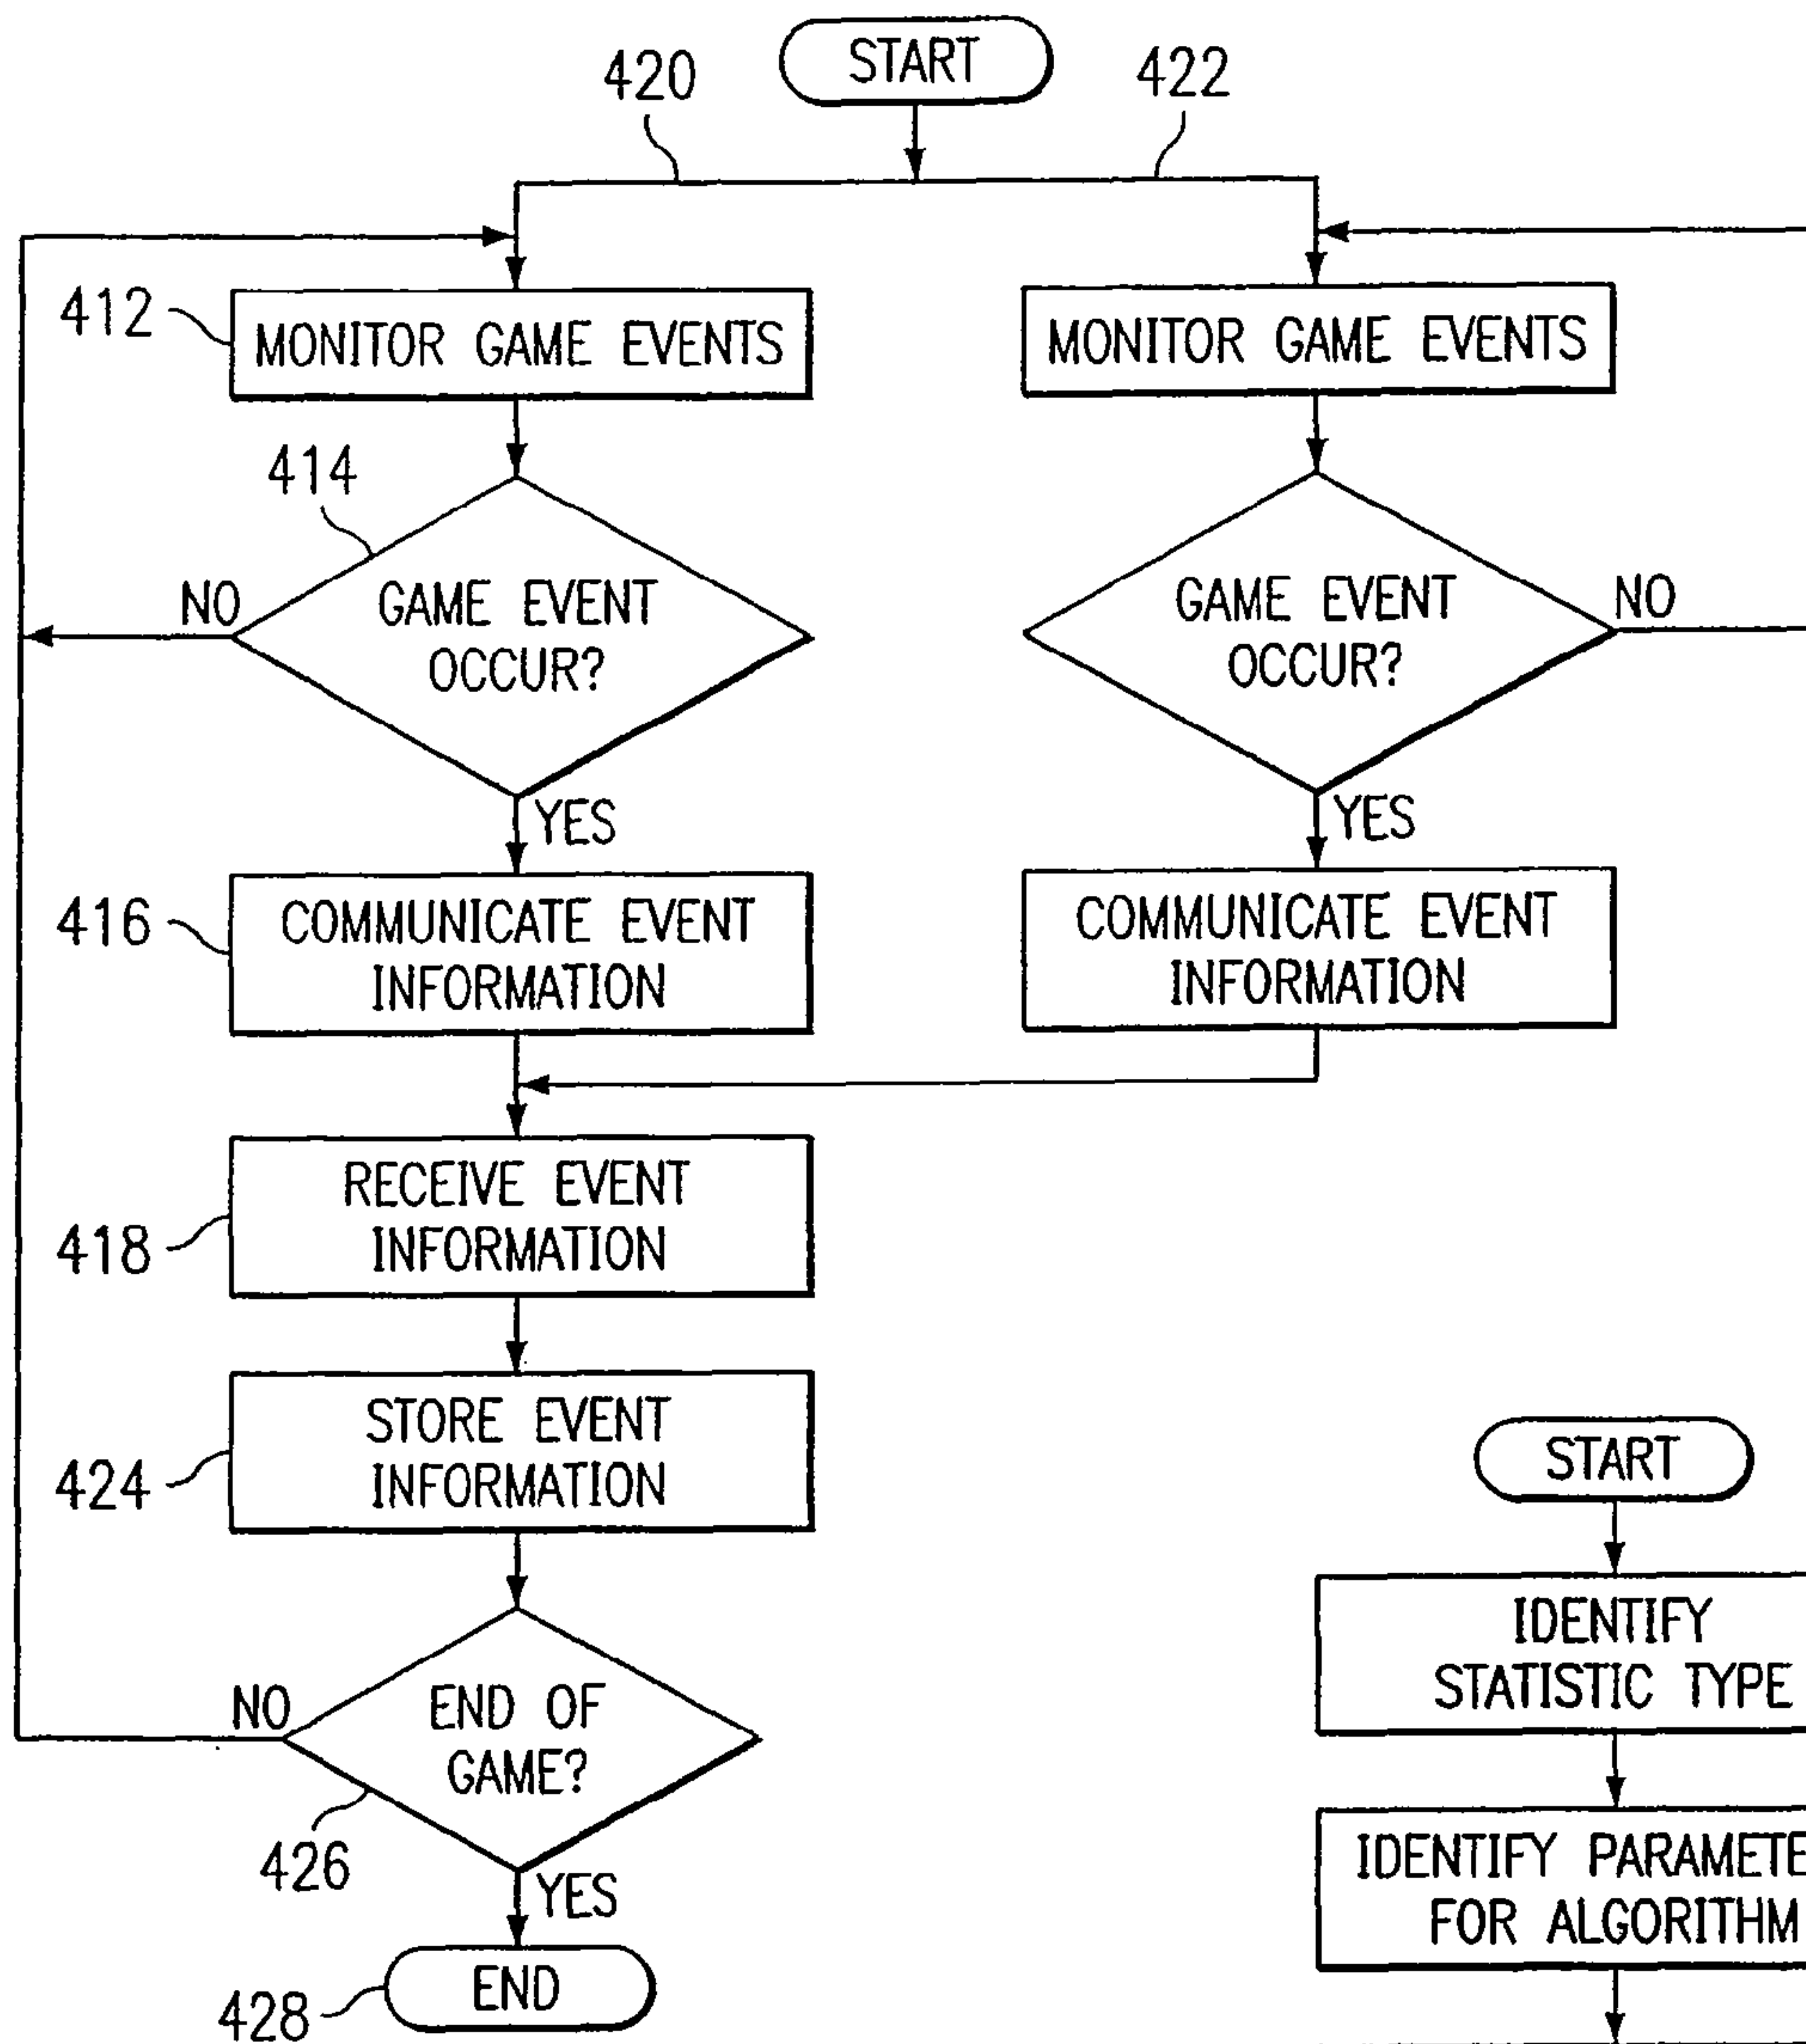 START
420
422
412
MONITOR GAME EVENTS
MONITOR GAME EVENTS
414
NO
GAME EVENT
OCCUR?
GAME EVENT
OCCUR?
NO
YES
YES
416
COMMUNICATE EVENT
INFORMATION
COMMUNICATE EVENT
INFORMATION
418
RECEIVE EVENT
INFORMATION
424
STORE EVENT
INFORMATION
NO
END OF
GAME?
426
YES
END
428
START
IDENTIFY
STATISTIC TYPE
IDENTIFY PARAMETE
FOR ALGORITHM